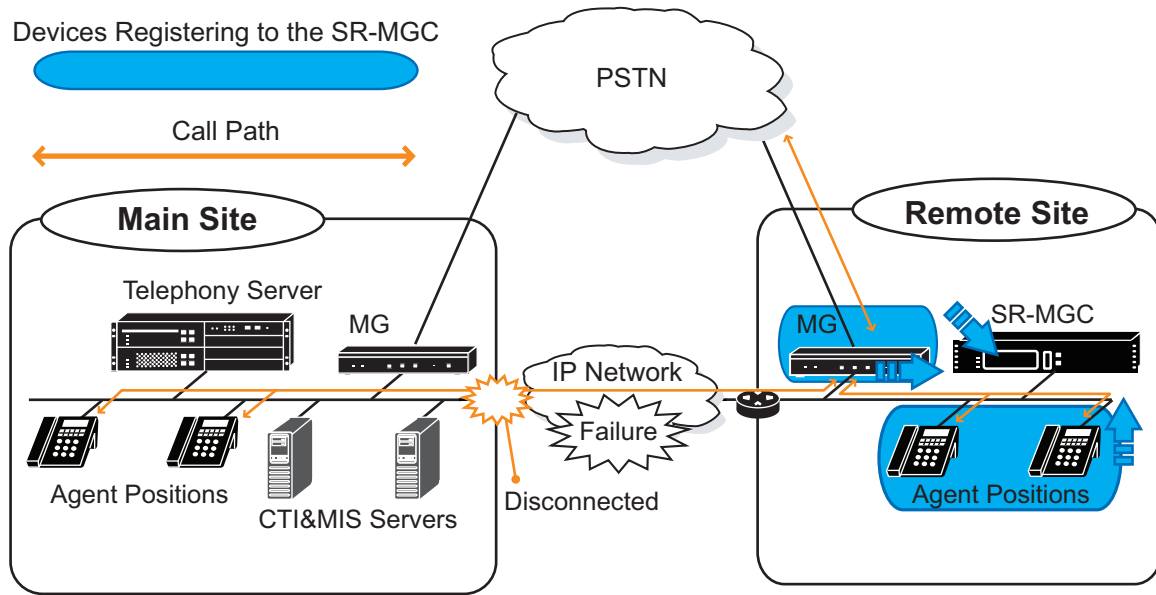 Devices Registering to the SR-MGC
Call Path
PSTN
Main Site
Remote Site
Telephony Server
MG
MG
SR-MGC
IP Network
Failure
Agent Positions
CTI&MIS Servers
Disconnected
Agent Positions